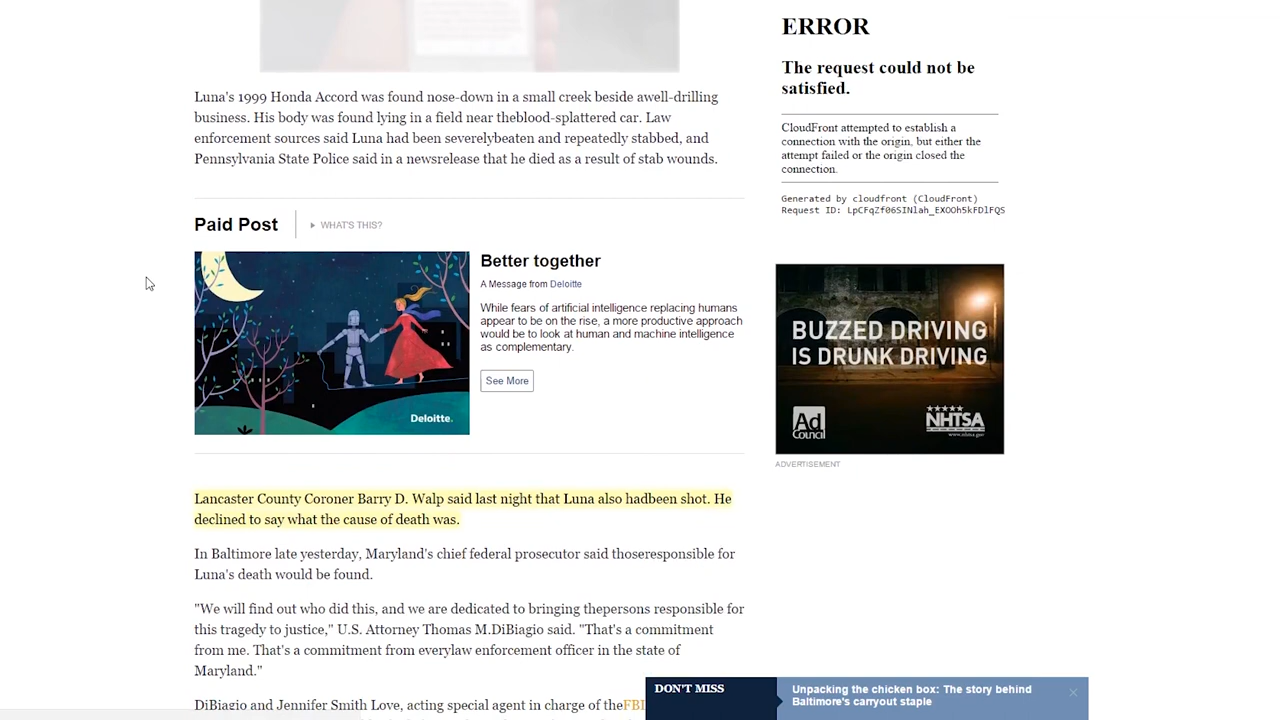 Luna's 1999 Honda Accord was found nose-down in a small creek beside awell-drilling
business. His body was found lying in a field near theblood-splattered car. Law
enforcement sources said Luna had been severelybeaten and repeatedly stabbed, and
Pennsylvania State Police said in a newsrelease that he died as a result of stab wounds.
Paid Post
WHAT'S THIS?
Better together
A Message from Deloitte
While fears of artificial intelligence replacing humans
appear to be on the rise, a more productive approach
would be to look at human and machine intelligence
as complementary.
See More
Deloitte.
Lancaster County Coroner Barry D. Walp said last night that Luna also hadbeen shot. He
declined to say what the cause of death was.
In Baltimore late yesterday, Maryland's chief federal prosecutor said thoseresponsible for
Luna's death would be found.
"We will find out who did this, and we are dedicated to bringing thepersons responsible for
this tragedy to justice," U.S. Attorney Thomas M.DiBiagio said. "That's a commitment
from me. That's a commitment from everylaw enforcement officer in the state of
Maryland."
DiBiagio and Jennifer Smith Love, acting special agent in charge of theFBI
ERROR
The request could not be
satisfied.
CloudFront attempted to establish a
connection with the origin, but either the
attempt failed or the origin closed the
connection.
Generated by cloudfront (CloudFront)
Request ID: LpCFqZf06SINlah_EXOOh5kFDlFQS
BUZZED DRIVING
IS DRUNK DRIVING
Ad
Council
NHTSA
www.nhtsa.gov
ADVERTISEMENT
DON'T MISS
Unpacking the chicken box: The story behind
Baltimore's carryout staple